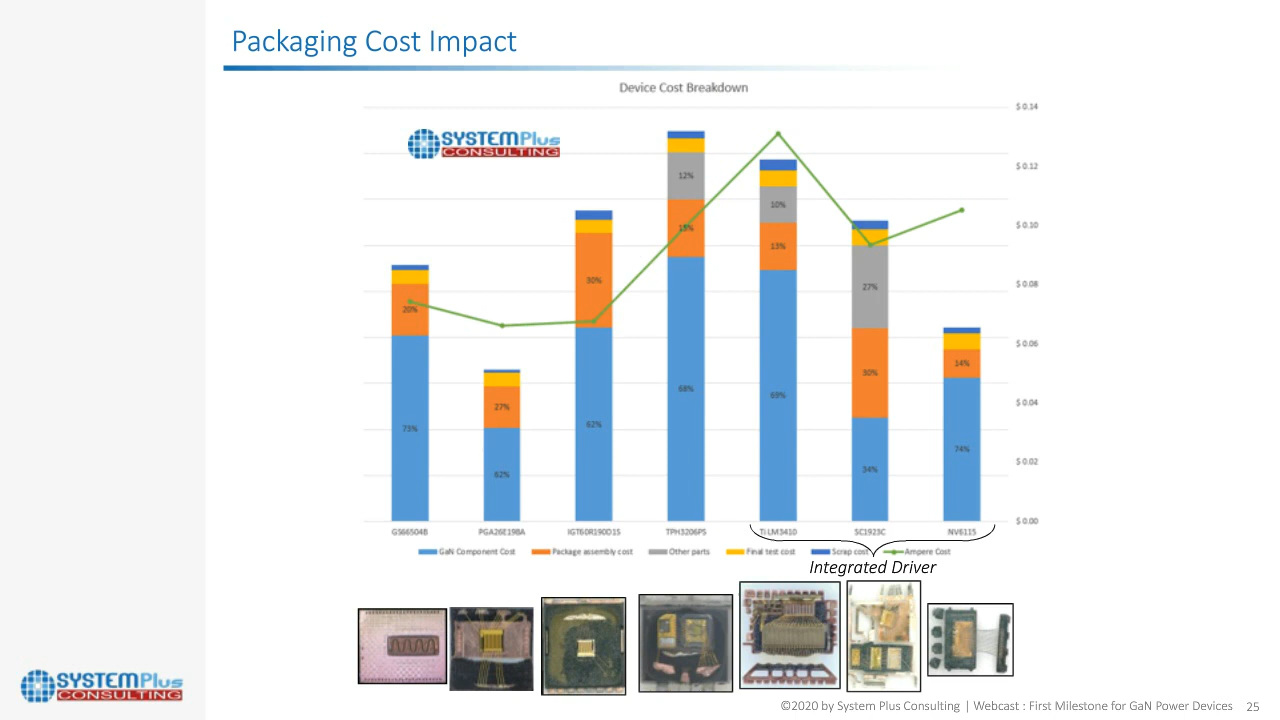 Packaging Cost Impact
Device Cost Breakdown
SYSTEMPlus
CONSULTING
$ 0.14
$ 0.12
$ 0.10
$ 0.08
$ 0.06
$ 0.04
$ 0.02
$ 0.00
20%
73%
27%
62%
30%
62%
12%
15%
68%
10%
13%
69%
27%
30%
34%
14%
74%
GS66504B PGA26E19BA IGT60R190D1S TPH3206PS TI:LM3410 SC1923C NV6115
GaN Component Cost Package assembly cost Other parts Final test cost Scrap cost Ampere Cost
Integrated Driver
SYSTEMPlus
CONSULTING
©2020 by System Plus Consulting | Webcast : First Milestone for GaN Power Devices 25